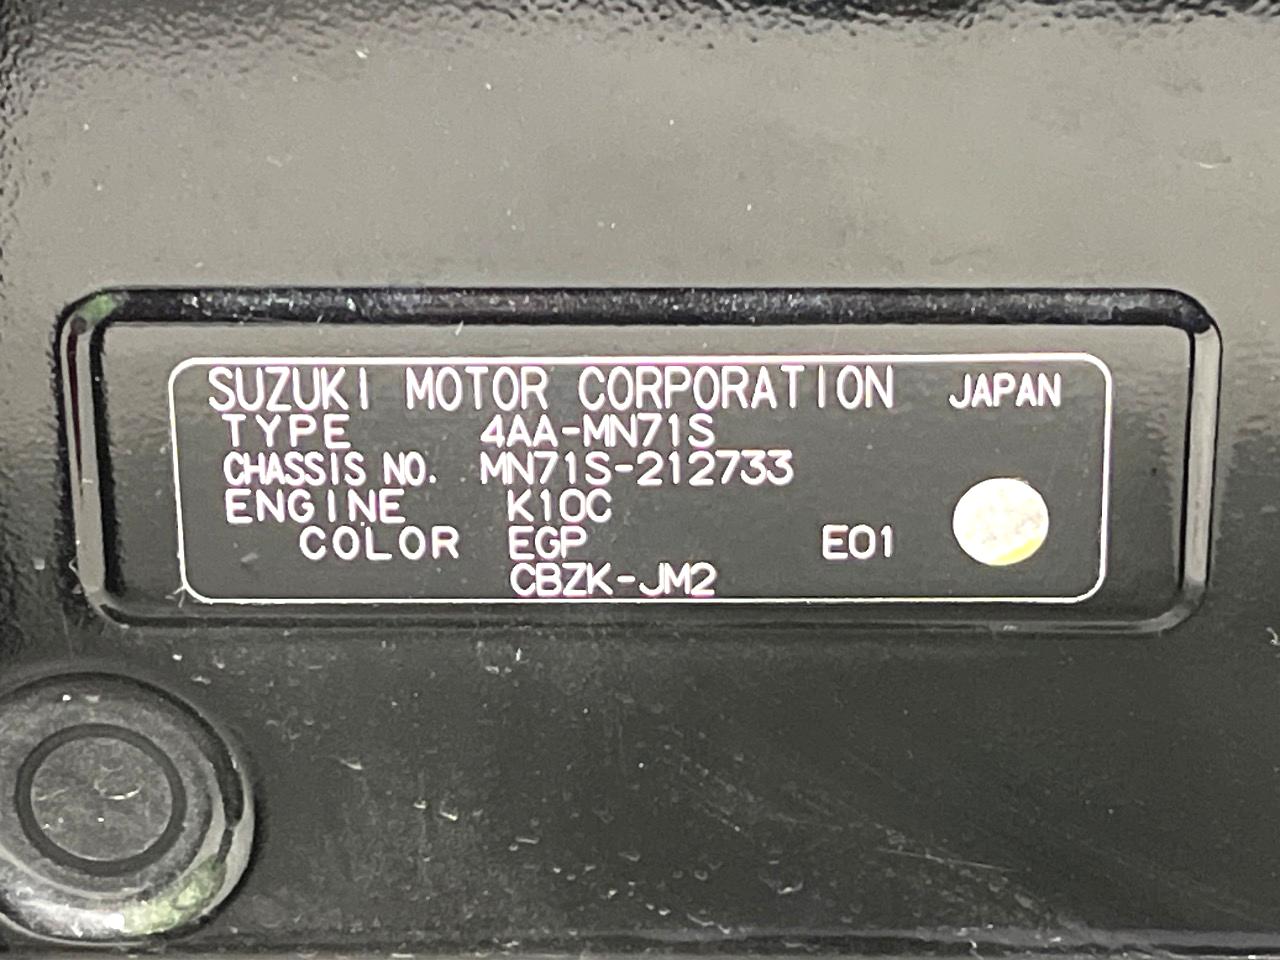 SUZUKI MOTOR CORPORATION JAPAN
TYPE 4AA-MN71S
CHASSIS NO. MN71S-212733
ENGINE K10C
COLOR EGP E01
CBZK-JM2